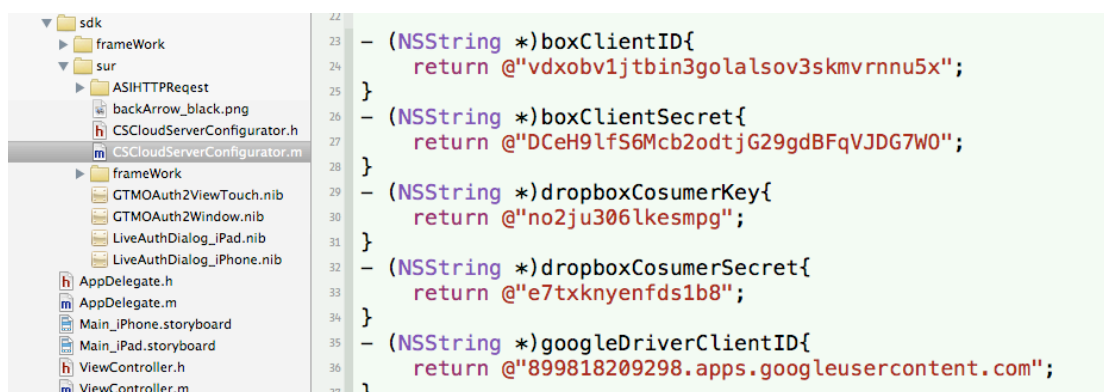 sdk
frameWork
sur
ASIHTTPReqest
backArrow_black.png
h CSCloudServerConfigurator.h
m CSCloudServerConfigurator.m
frameWork
GTMOAuth2ViewTouch.nib
GTMOAuth2Window.nib
LiveAuthDialog_iPad.nib
LiveAuthDialog_iPhone.nib
h AppDelegate.h
m AppDelegate.m
Main_iPhone.storyboard
Main_iPad.storyboard
h ViewController.h
m ViewController.m
22
23 - (NSString *)boxClientID{
24 return @"vdxobv1jtbin3golalsov3skmvrnnu5x";
25 }
26 - (NSString *)boxClientSecret{
27 return @"DCeH9lfS6Mcb2odtjG29gdBFqVJDG7WO";
28 }
29 - (NSString *)dropboxCosumerKey{
30 return @"no2ju306lkesmpg";
31 }
32 - (NSString *)dropboxCosumerSecret{
33 return @"e7txknyenfds1b8";
34 }
35 - (NSString *)googleDriverClientID{
36 return @"899818209298.apps.googleusercontent.com";
37 }